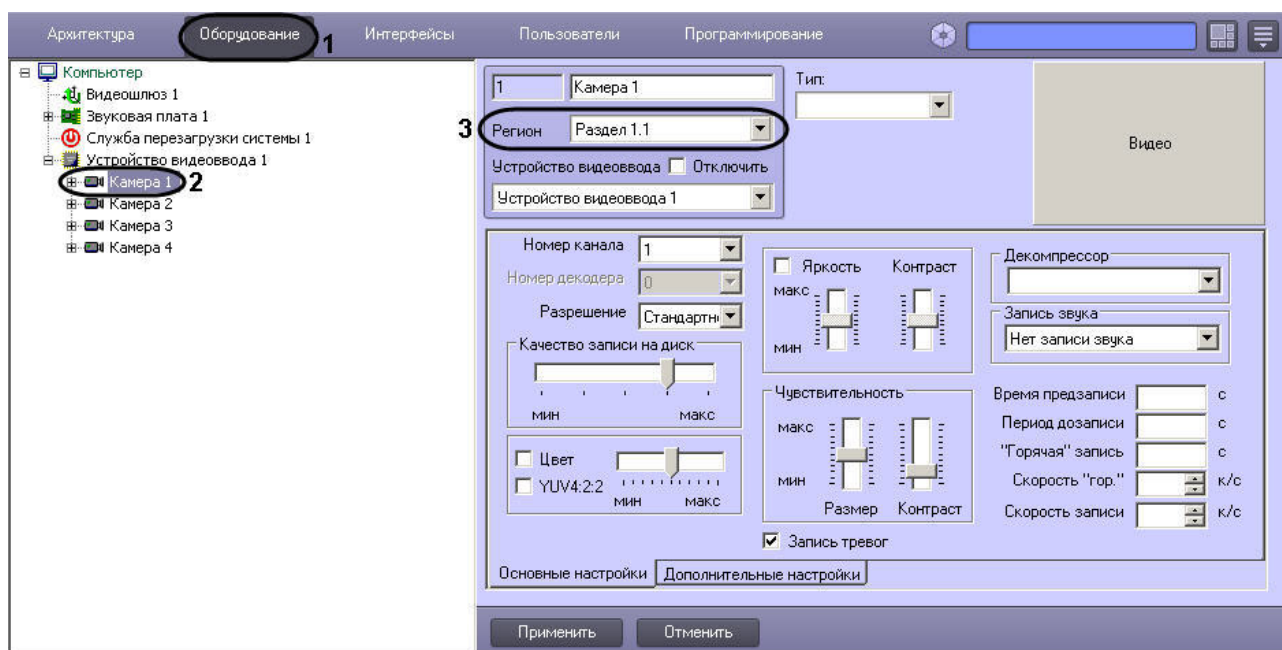 Архитектура
Оборудование
1
Интерфейсы
Пользователи
Программирование
Компьютер
Видеошлюз 1
Звуковая плата 1
Служба перезагрузки системы 1
Устройство видеоввода 1
Камера 1
2
Камера 2
Камера 3
Камера 4
1
Камера 1
Тип:
3
Регион
Раздел 1.1
Видео
Устройство видеоввода
Отключить
Устройство видеоввода 1
Номер канала
1
Номер декодера
0
Разрешение
Стандартн
Качество записи на диск
мин
макс
Цвет
YUV4:2:2
мин
макс
Яркость
Контраст
макс
мин
Чувствительность
макс
мин
Размер
Контраст
Запись тревог
Декомпрессор
Запись звука
Нет записи звука
Время предзаписи
с
Период дозаписи
с
"Горячая" запись
с
Скорость "гор."
к/с
Скорость записи
к/с
Основные настройки
Дополнительные настройки
Применить
Отменить